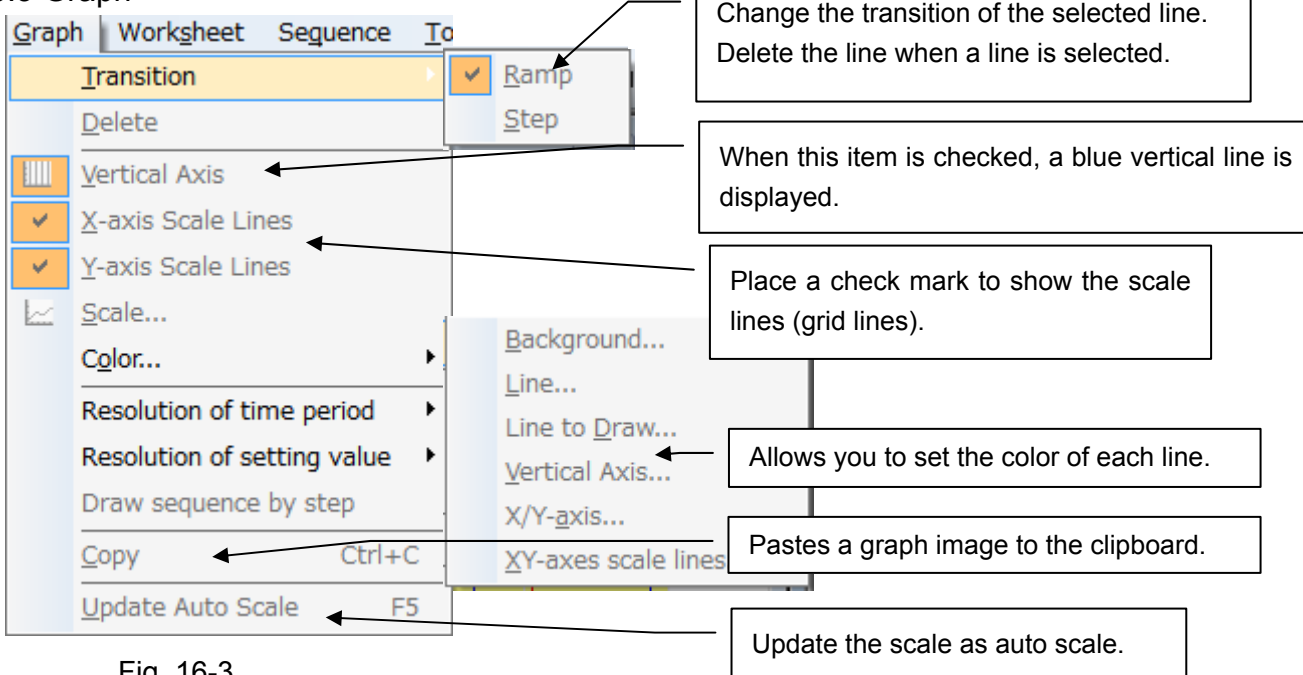 Graph
Graph Worksheet Sequence To
Transition
Delete
Vertical Axis
X-axis Scale Lines
Y-axis Scale Lines
Scale...
Color...
Resolution of time period
Resolution of setting value
Draw sequence by step
Copy Ctrl+C
Update Auto Scale F5
Ramp
Step
Background...
Line...
Line to Draw...
Vertical Axis...
X/Y-axis...
XY-axes scale lines
Change the transition of the selected line.
Delete the line when a line is selected.
When this item is checked, a blue vertical line is
displayed.
Place a check mark to show the scale
lines (grid lines).
Allows you to set the color of each line.
Pastes a graph image to the clipboard.
Update the scale as auto scale.
Fig. 16-3